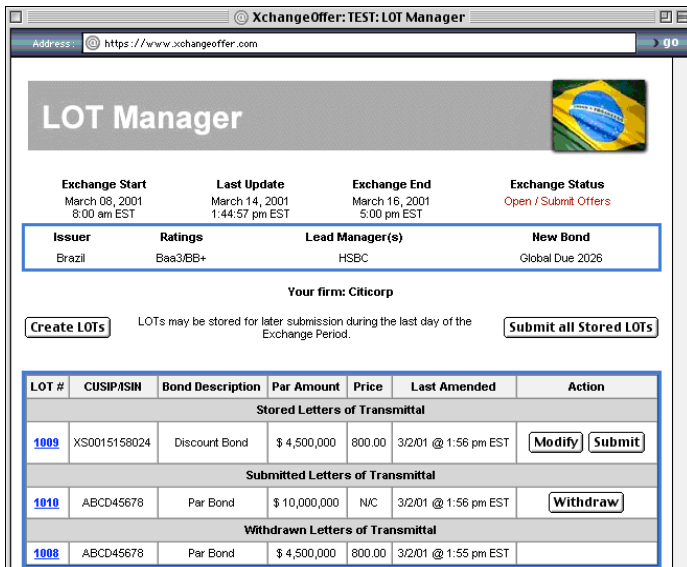 XchangeOffer: TEST: LOT Manager
Address: @ https://www.xchangeoffer.com go
LOT Manager
Exchange Start Last Update Exchange End Exchange Status
March 08, 2001 March 14, 2001 March 16, 2001 Open / Submit Offers
8:00 am EST 1:44:57 pm EST 5:00 pm EST
Issuer Ratings Lead Manager(s) New Bond
Brazil Baa3/BB+ HSBC Global Due 2026
Your firm: Citicorp
Create LOTs LOTs may be stored for later submission during the last day of the Submit all Stored LOTs
Exchange Period.
LOT # CUSIP/ISIN Bond Description Par Amount Price Last Amended Action
Stored Letters of Transmittal
1009 XS0015158024 Discount Bond $ 4,500,000 800.00 3/2/01 @ 1:56 pm EST Modify Submit
Submitted Letters of Transmittal
1010 ABCD45678 Par Bond $ 10,000,000 N/C 3/2/01 @ 1:56 pm EST Withdraw
Withdrawn Letters of Transmittal
1008 ABCD45678 Par Bond $ 4,500,000 800.00 3/2/01 @ 1:55 pm EST